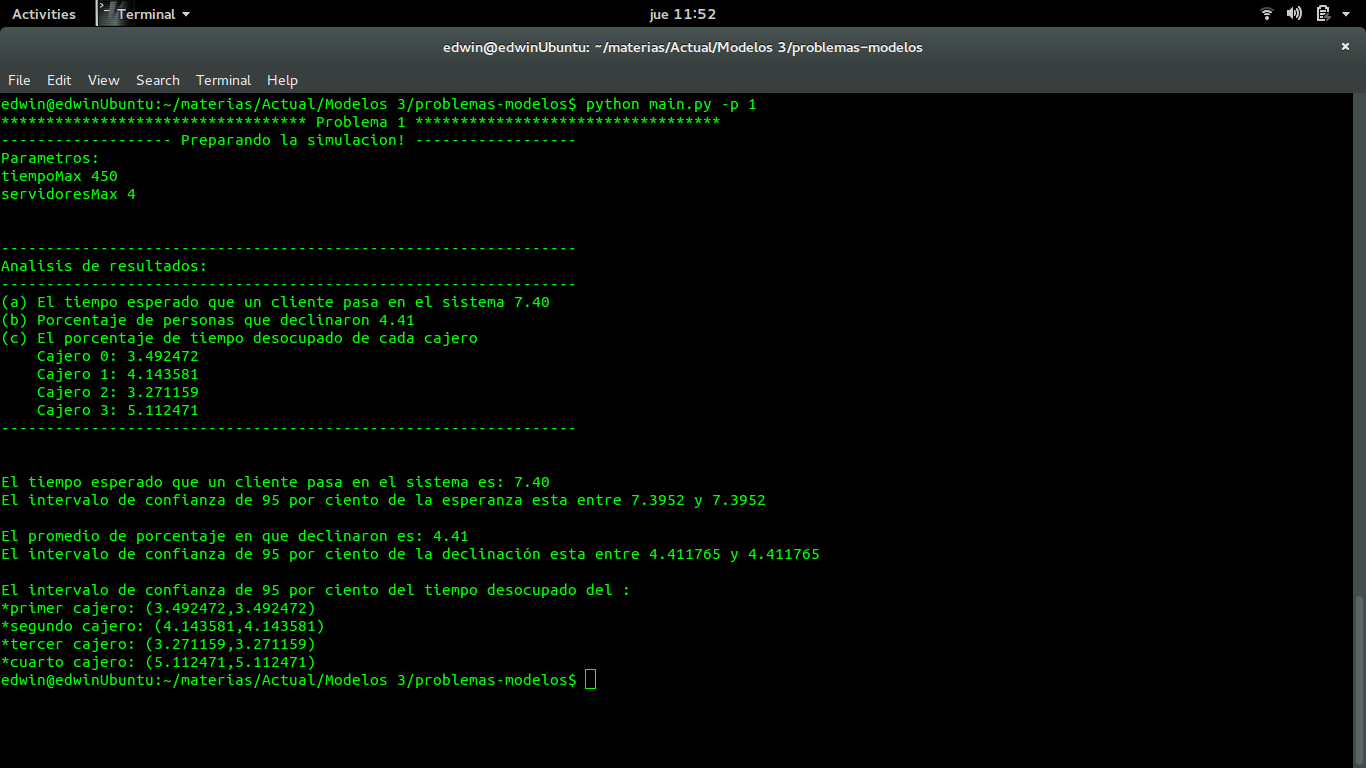 Activities Terminal jue 11:52
edwin@edwinUbuntu: ~/materias/Actual/Modelos 3/problemas-modelos
File Edit View Search Terminal Help
edwin@edwinUbuntu:~/materias/Actual/Modelos 3/problemas-modelos$ python main.py -p 1
********************************** Problema 1 **********************************
------------------- Preparando la simulacion! ------------------
Parametros:
tiempoMax 450
servidoresMax 4
----------------------------------------------------------------
Analisis de resultados:
----------------------------------------------------------------
(a) El tiempo esperado que un cliente pasa en el sistema 7.40
(b) Porcentaje de personas que declinaron 4.41
(c) El porcentaje de tiempo desocupado de cada cajero
Cajero 0: 3.492472
Cajero 1: 4.143581
Cajero 2: 3.271159
Cajero 3: 5.112471
----------------------------------------------------------------
El tiempo esperado que un cliente pasa en el sistema es: 7.40
El intervalo de confianza de 95 por ciento de la esperanza esta entre 7.3952 y 7.3952
El promedio de porcentaje en que declinaron es: 4.41
El intervalo de confianza de 95 por ciento de la declinación esta entre 4.411765 y 4.411765
El intervalo de confianza de 95 por ciento del tiempo desocupado del :
*primer cajero: (3.492472,3.492472)
*segundo cajero: (4.143581,4.143581)
*tercer cajero: (3.271159,3.271159)
*cuarto cajero: (5.112471,5.112471)
edwin@edwinUbuntu:~/materias/Actual/Modelos 3/problemas-modelos$